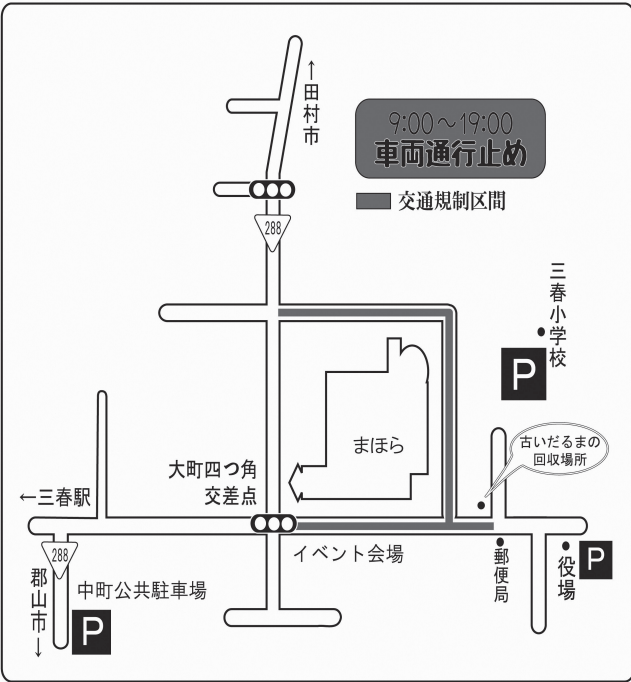 ↑田村市
9:00〜19:00
車両通行止め
交通規制区間
288
三春小学校
P
まほら
古いだるまの
回収場所
大町四つ角
交差点
←三春駅
イベント会場
288
郡山市↓
中町公共駐車場
P
郵便局
役場
P